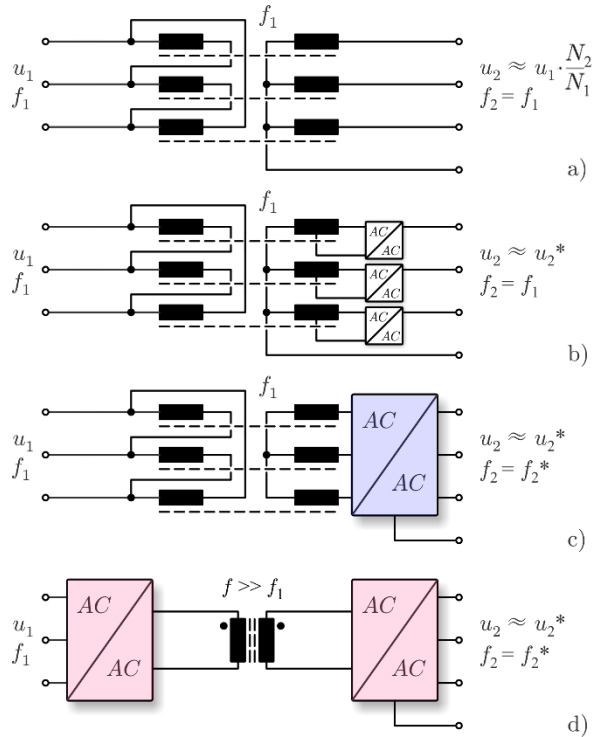 f₁
u₁
f₁
u₂ ≈ u₁·N₂/N₁
f₂ = f₁
a)
f₁
u₁
f₁
AC
AC
AC
AC
AC
AC
u₂ ≈ u₂*
f₂ = f₁
b)
f₁
u₁
f₁
AC
AC
u₂ ≈ u₂*
f₂ = f₂*
c)
f >> f₁
u₁
f₁
AC
AC
AC
AC
u₂ ≈ u₂*
f₂ = f₂*
d)